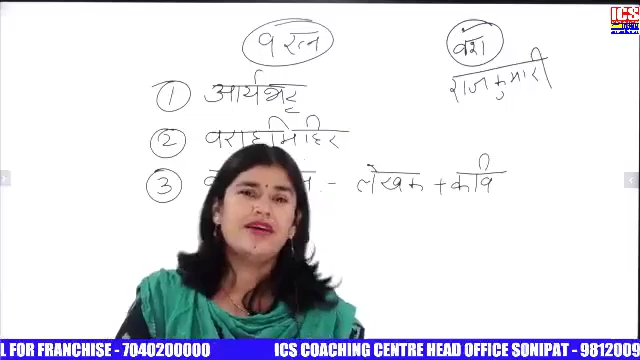 ICS
९ रत्न
वंश
राजकुमारी
① आर्यभट्ट
② वराहमिहिर
③ - लेखक + कवि
L FOR FRANCHISE - 7040200000 ICS COACHING CENTRE HEAD OFFICE SONIPAT - 9812009